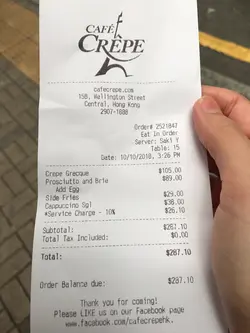 CAFÉ
CRÊPE
cafecrepe.com
15B, Wellington Street
Central, Hong Kong
2907-1888
Order# 2521847
Eat In Order
Server: Saki Y
Table: 15
Date: 10/10/2018, 3:26 PM
Crepe Grecque $105.00
Prosciutto and Brie $89.00
Add Egg
Side Fries $29.00
Cappuccino Sgl $38.00
*Service Charge - 10% $26.10
Subtotal: $287.10
Total Tax Included: $0.00
Total: $287.10
Order Balance due: $287.10
Thank you for coming!
Please LIKE us on our Facebook page
www.facebook.com/cafecrepehk.